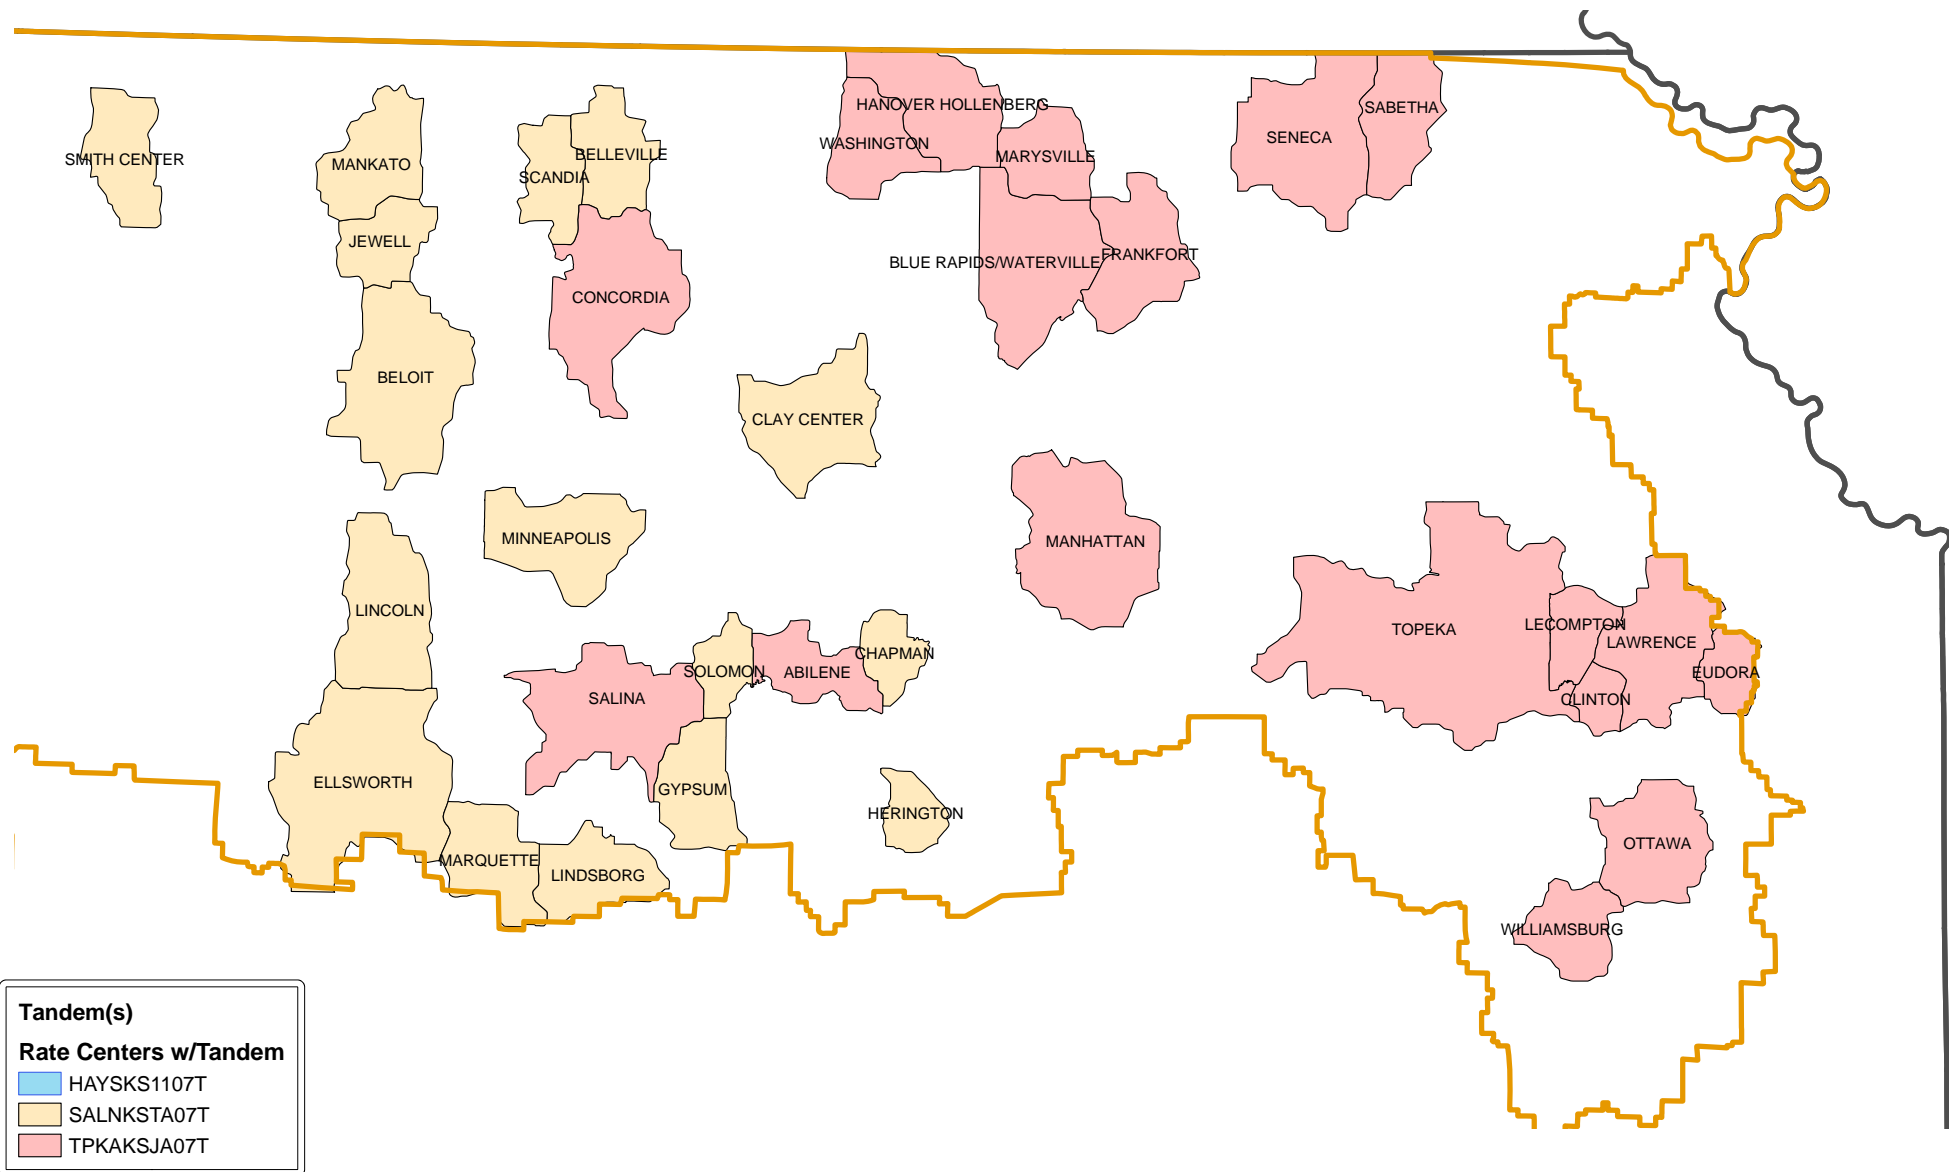 HANOVER HOLLENBERG
SABETHA
SENECA
WASHINGTON
BELLEVILLE
MARYSVILLE
SMITH CENTER
MANKATO
SCANDIA
JEWELL
FRANKFORT
BLUE RAPIDS/WATERVILLE
CONCORDIA
BELOIT
CLAY CENTER
MINNEAPOLIS
MANHATTAN
LINCOLN
LECOMPTON
TOPEKA
LAWRENCE
CHAPMAN
SOLOMON
ABILENE
EUDORA
SALINA
CLINTON
ELLSWORTH
GYPSUM
HERINGTON
OTTAWA
MARQUETTE
LINDSBORG
WILLIAMSBURG
Tandem(s)
Rate Centers w/Tandem
HAYSKS1107T
SALNKSTA07T
TPKAKSJA07T